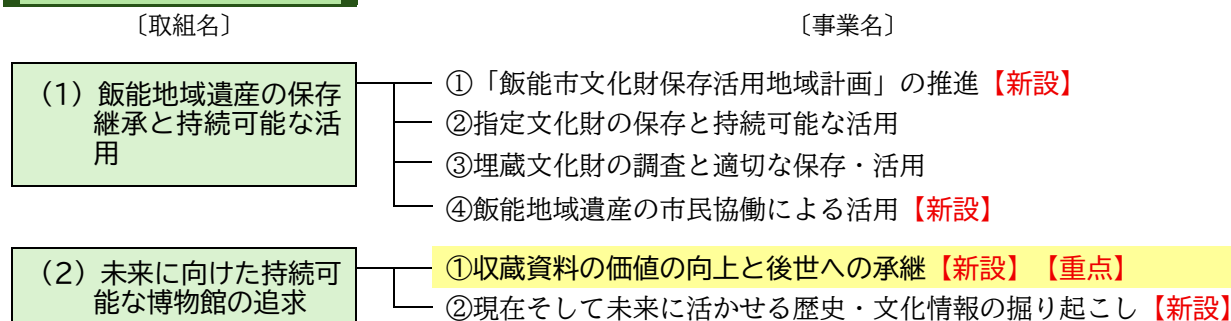 〔取組名〕 〔事業名〕
(1) 飯能地域遺産の保存
継承と持続可能な活
用
①「飯能市文化財保存活用地域計画」の推進【新設】
②指定文化財の保存と持続可能な活用
③埋蔵文化財の調査と適切な保存・活用
④飯能地域遺産の市民協働による活用【新設】
(2) 未来に向けた持続可
能な博物館の追求
①収蔵資料の価値の向上と後世への承継【新設】【重点】
②現在そして未来に活かせる歴史・文化情報の掘り起こし【新設】